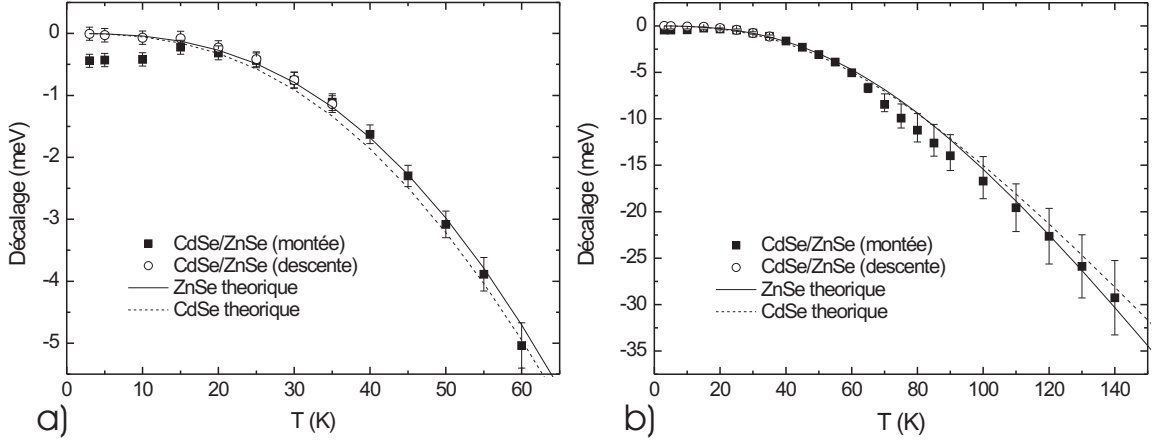 0
-1
-2
-3
-4
-5
Décalage (meV)
CdSe/ZnSe (montée)
CdSe/ZnSe (descente)
ZnSe theorique
CdSe theorique
0 10 20 30 40 50 60
T (K)
a)
0
-5
-10
-15
-20
-25
-30
-35
Décalage (meV)
CdSe/ZnSe (montée)
CdSe/ZnSe (descente)
ZnSe theorique
CdSe theorique
0 20 40 60 80 100 120 140
T (K)
b)